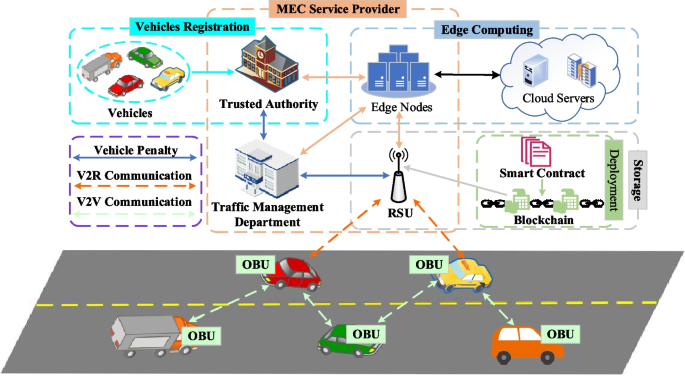 MEC Service Provider
Vehicles Registration
Edge Computing
Vehicles
Trusted Authority
Edge Nodes
Cloud Servers
Vehicle Penalty
V2R Communication
V2V Communication
Traffic Management
Department
RSU
Smart Contract
Blockchain
Deployment
Storage
OBU
OBU
OBU
OBU
OBU